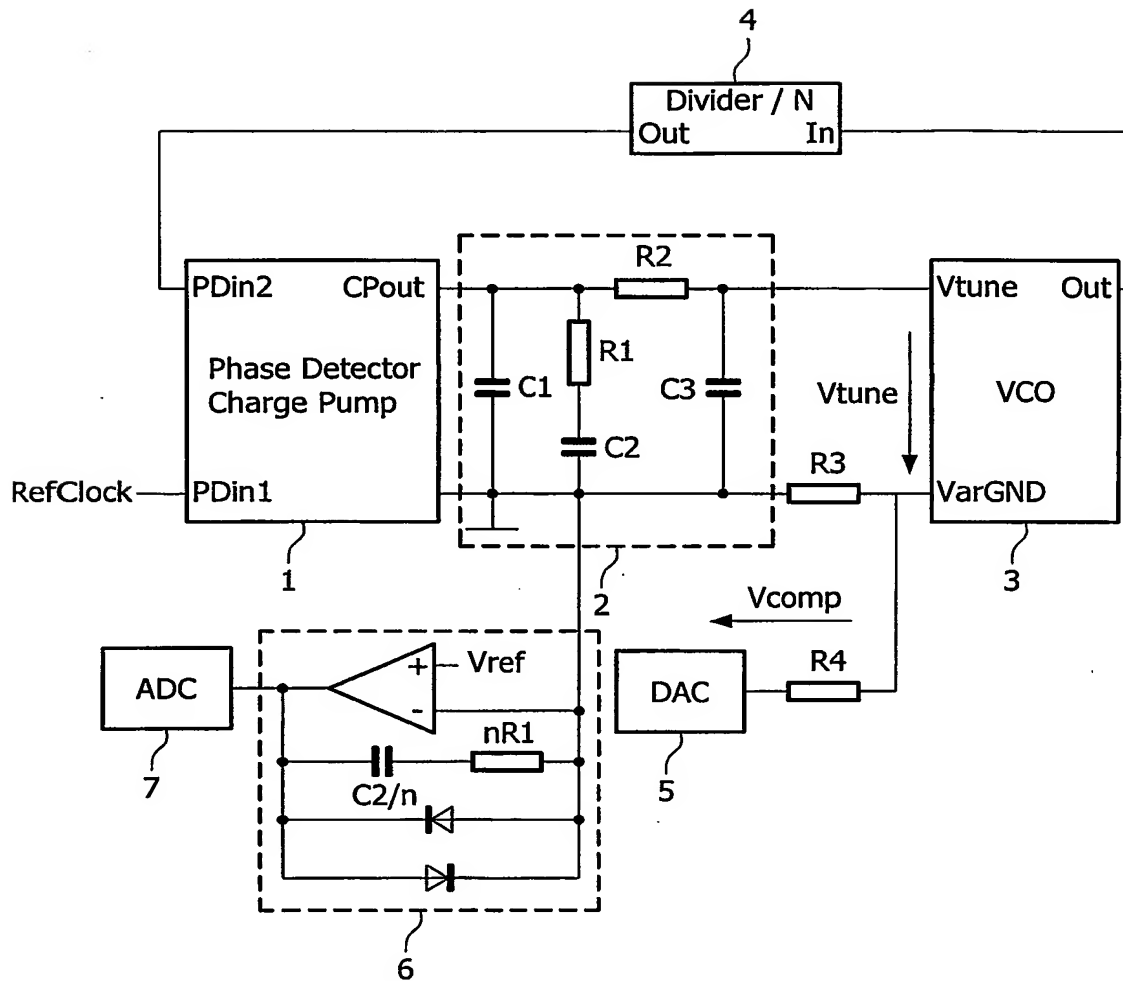 4
Divider / N
Out In
R2
PDin2 CPout
Vtune Out
R1
Phase Detector
Charge Pump
C1
C3
Vtune
VCO
C2
R3
RefClock
PDin1
VarGND
1
2
3
Vcomp
+
Vref
R4
ADC
DAC
-
nR1
7
C2/n
5
6